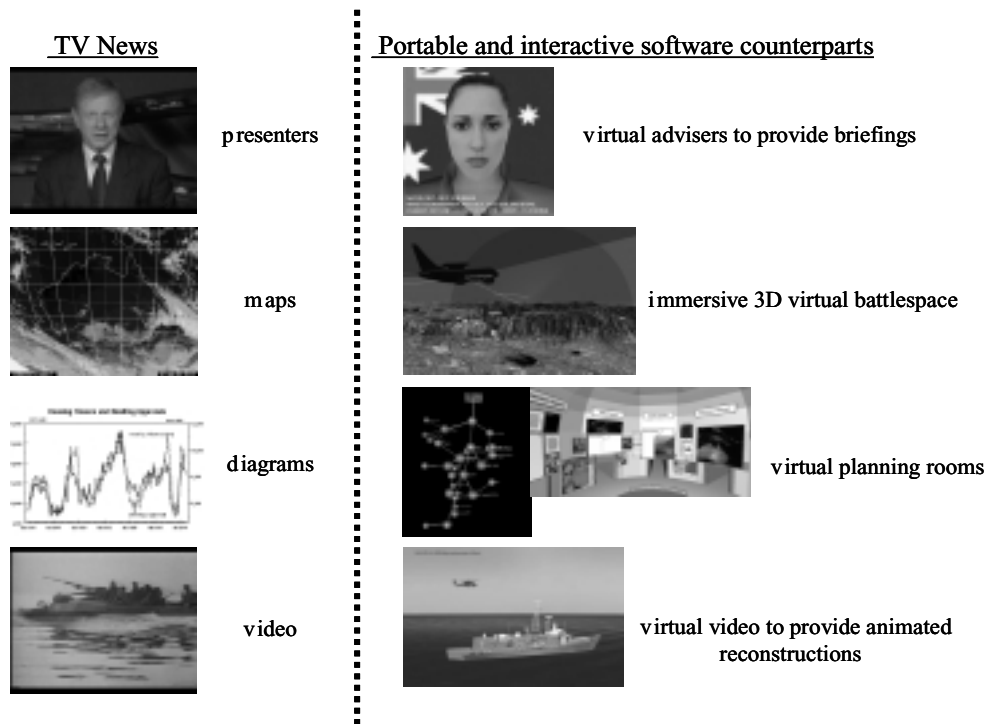 TV News
Portable and interactive software counterparts
presenters
virtual advisers to provide briefings
maps
immersive 3D virtual battlespace
diagrams
virtual planning rooms
video
virtual video to provide animated
reconstructions